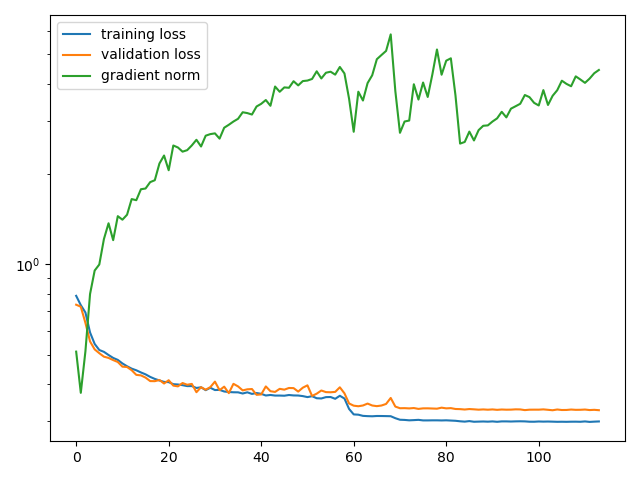 training loss
validation loss
gradient norm
10⁰
0 20 40 60 80 100